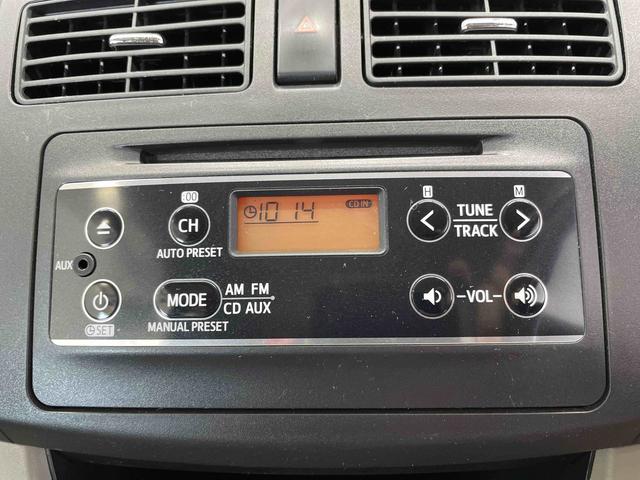 :00
H
M
10 14
CD IN
CH
TUNE
TRACK
AUTO PRESET
AUX
MODE
AM FM
CD AUX
-VOL-
SET
MANUAL PRESET